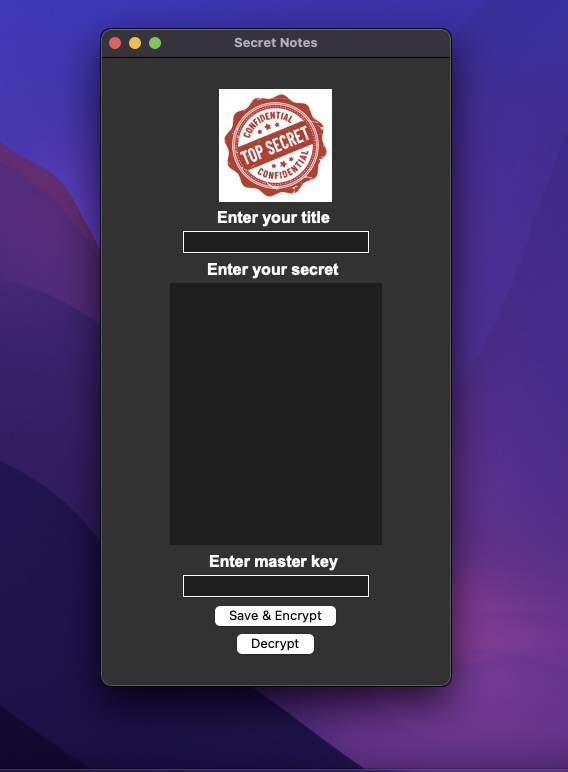 Secret Notes
CONFIDENTIAL
TOP SECRET
CONFIDENTIAL
Enter your title
Enter your secret
Enter master key
Save & Encrypt
Decrypt